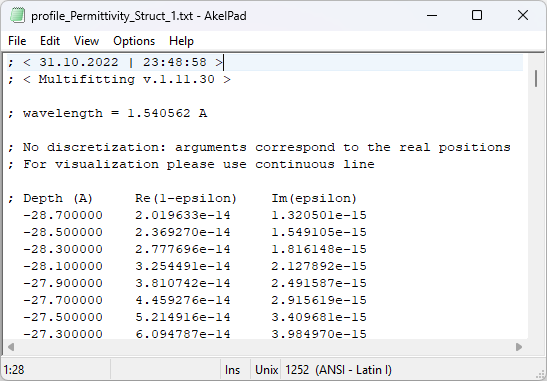 profile_Permittivity_Struct_1.txt - AkelPad
File Edit View Options Help
; < 31.10.2022 | 23:48:58 >
; < Multifitting v.1.11.30 >
; wavelength = 1.540562 A
; No discretization: arguments correspond to the real positions
; For visualization please use continuous line
; Depth (A) Re(1-epsilon) Im(epsilon)
-28.700000 2.019633e-14 1.320501e-15
-28.500000 2.369270e-14 1.549105e-15
-28.300000 2.777696e-14 1.816148e-15
-28.100000 3.254491e-14 2.127892e-15
-27.900000 3.810742e-14 2.491587e-15
-27.700000 4.459276e-14 2.915619e-15
-27.500000 5.214916e-14 3.409681e-15
-27.300000 6.094787e-14 3.984970e-15
1:28 Ins Unix 1252 (ANSI - Latin I)